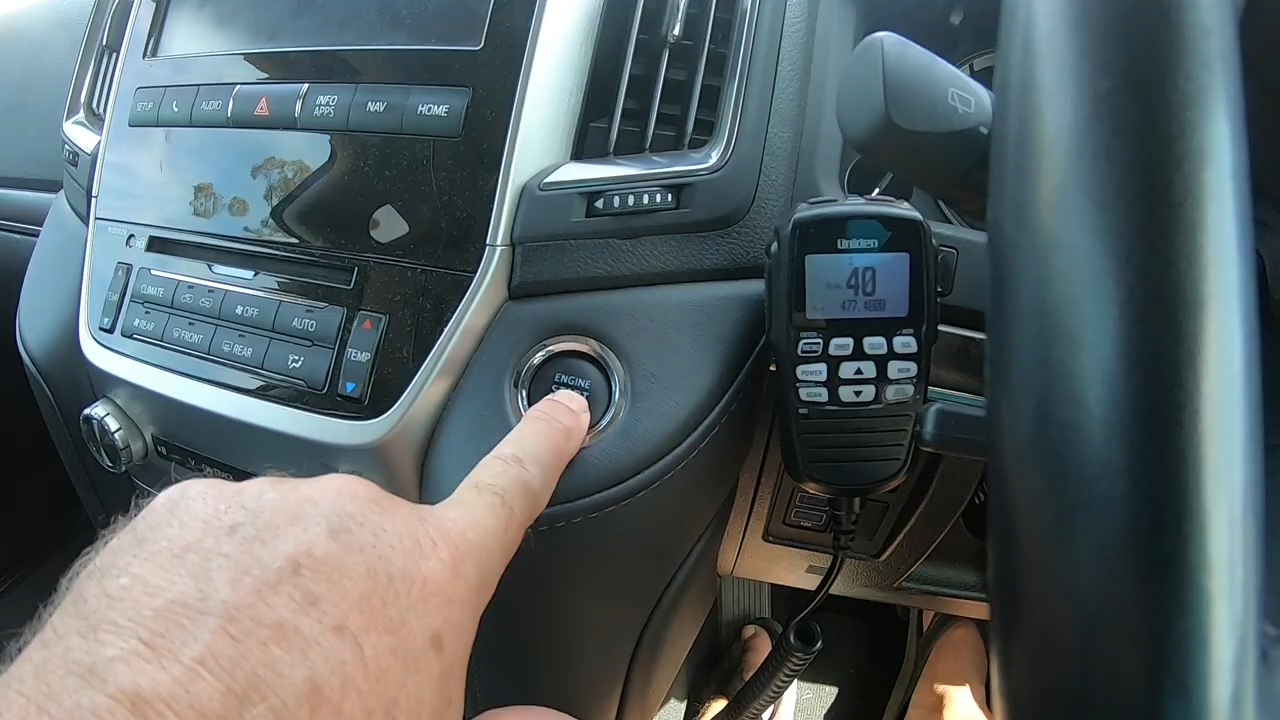 SETUP
AUDIO
INFO
APPS
NAV
HOME
CLIMATE
OFF
AUTO
REAR
FRONT
REAR
TEMP
TEMP
ENGINE
Uniden
40
477.4000
POWER
SCAN
MEM